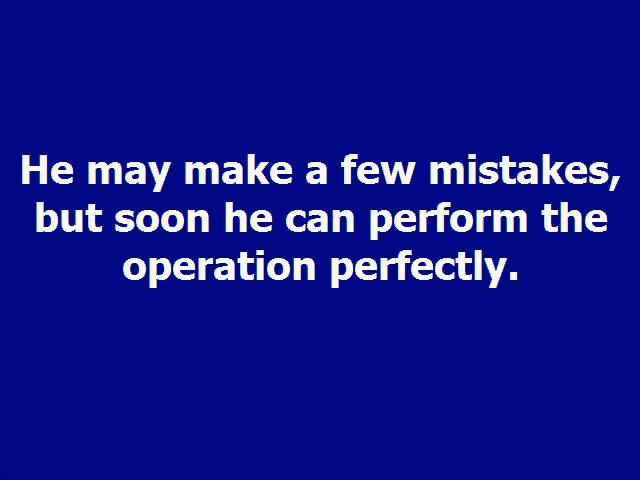 He may make a few mistakes,
but soon he can perform the
operation perfectly.